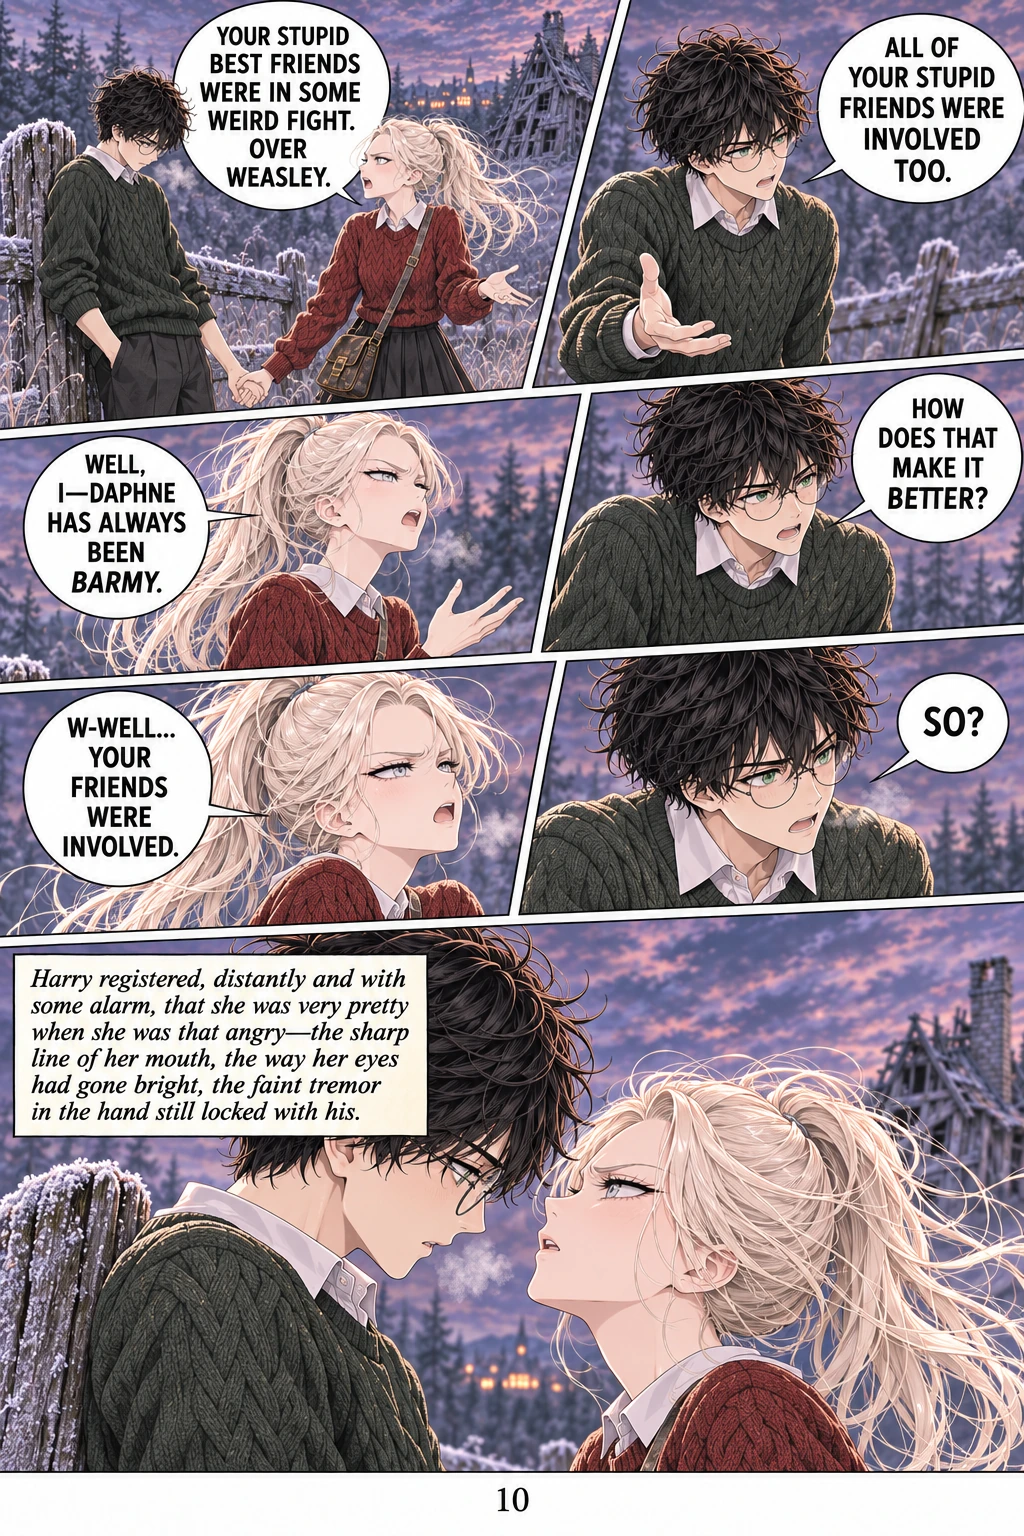 YOUR STUPID
BEST FRIENDS
WERE IN SOME
WEIRD FIGHT.
OVER
WEASLEY.
ALL OF
YOUR STUPID
FRIENDS WERE
INVOLVED
TOO.
WELL,
I—DAPHNE
HAS ALWAYS
BEEN
BARMY.
HOW
DOES THAT
MAKE IT
BETTER?
W-WELL...
YOUR
FRIENDS
WERE
INVOLVED.
SO?
Harry registered, distantly and with
some alarm, that she was very pretty
when she was that angry—the sharp
line of her mouth, the way her eyes
had gone bright, the faint tremor
in the hand still locked with his.
10